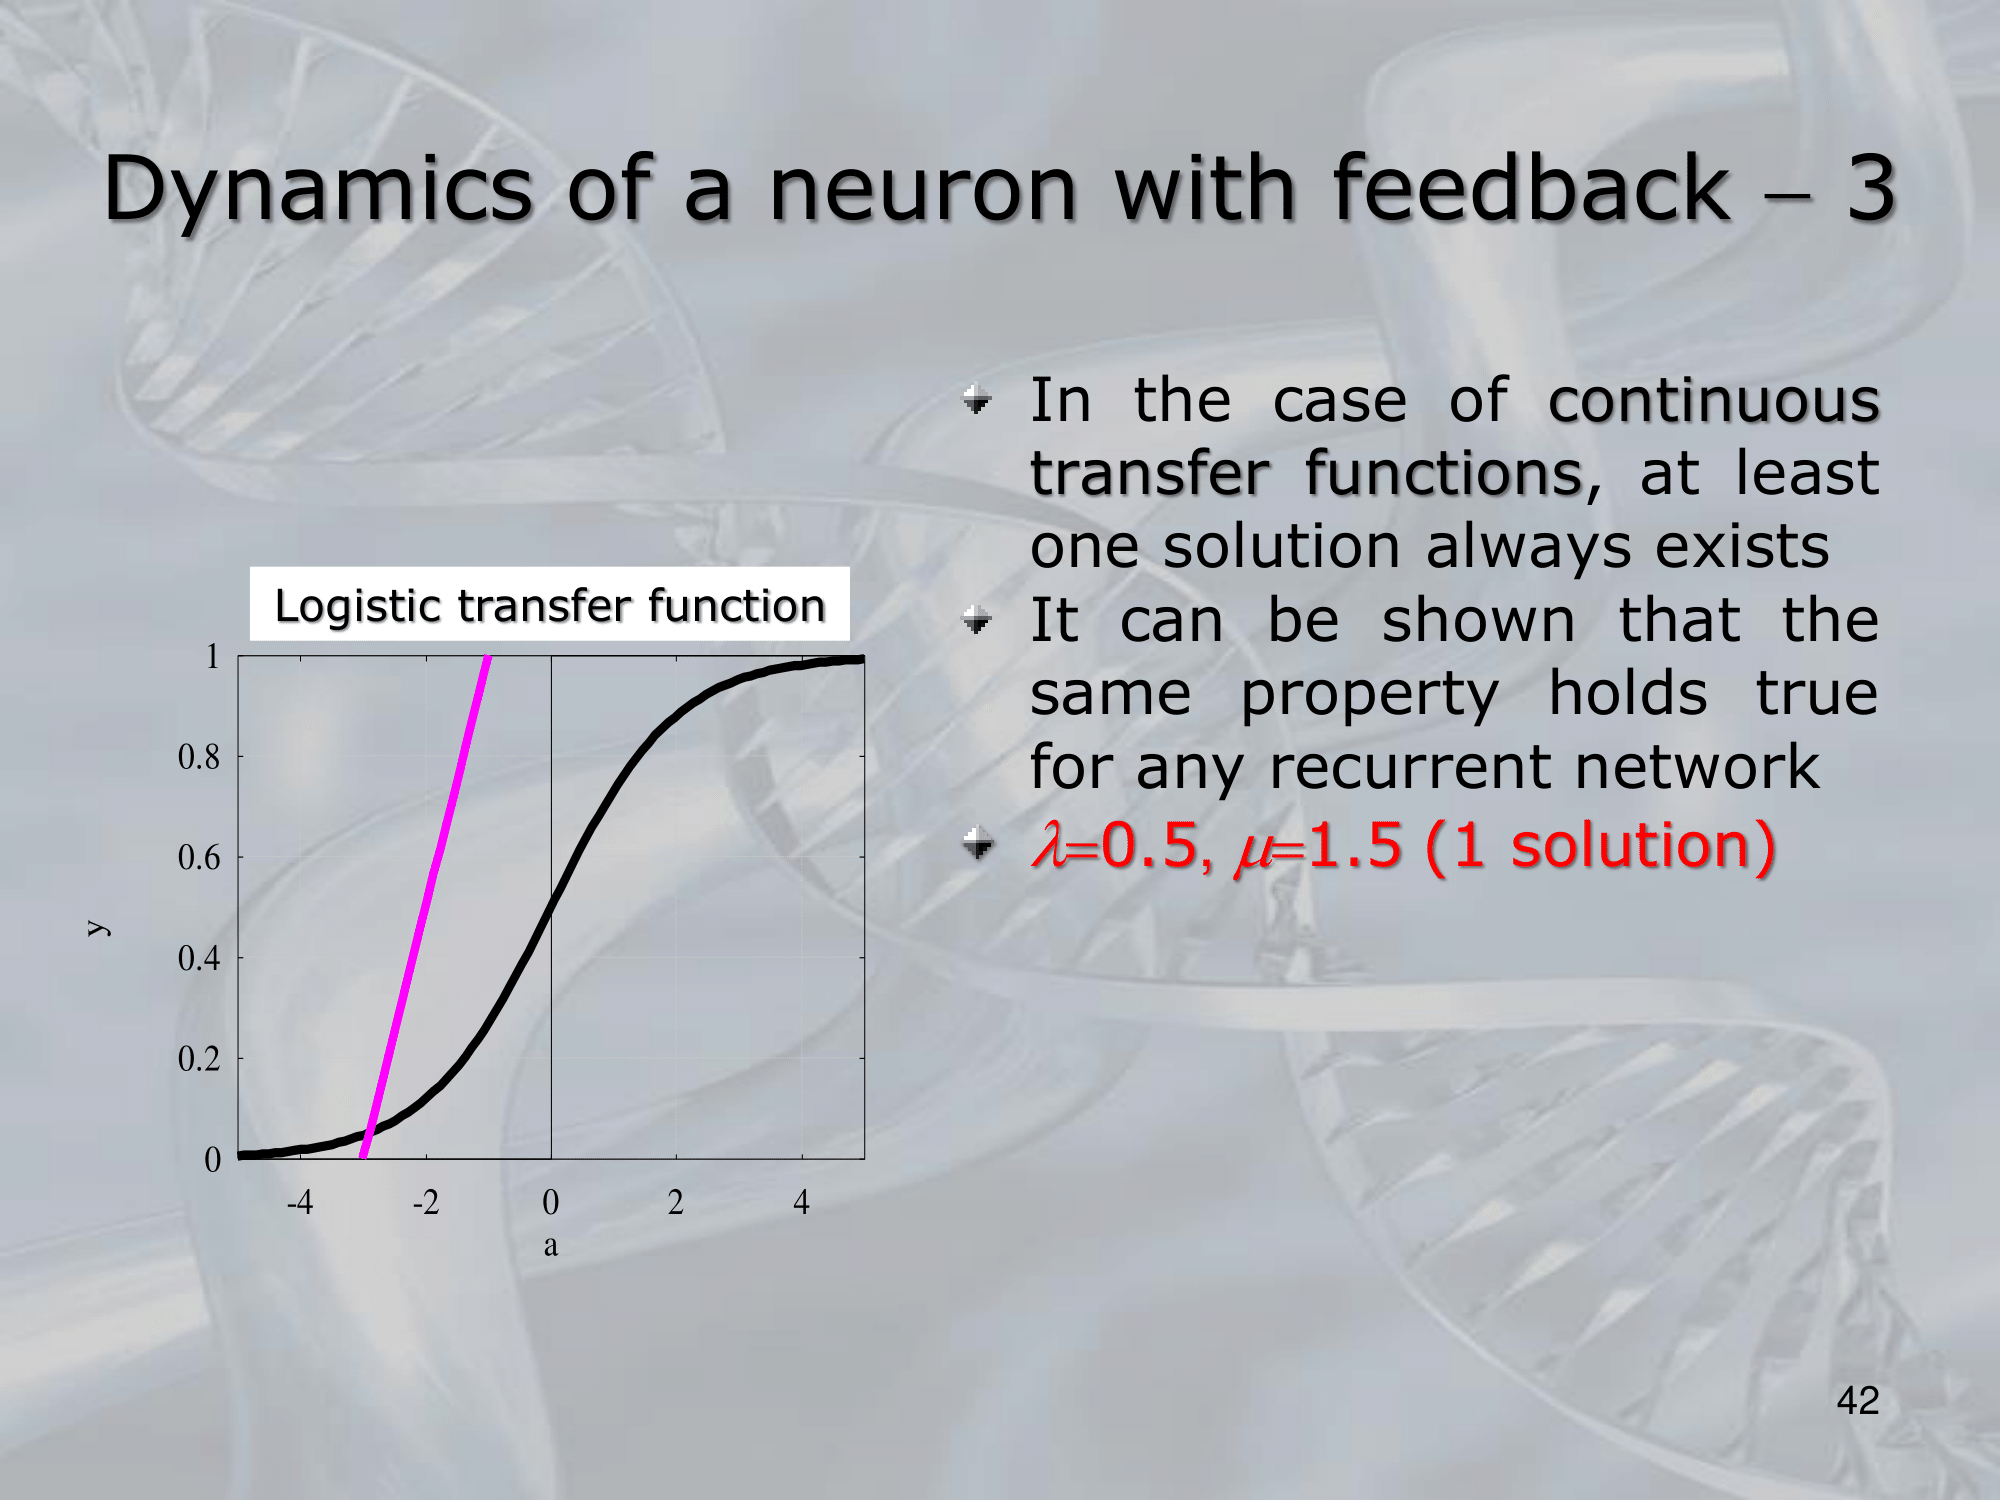 Dynamics of a neuron with feedback – 3
In the case of continuous
transfer functions, at least
one solution always exists
It can be shown that the
same property holds true
for any recurrent network
λ=0.5, μ=1.5 (1 solution)
Logistic transfer function
1
0.8
0.6
0.4
0.2
0
y
-4 -2 0 2 4
a
42